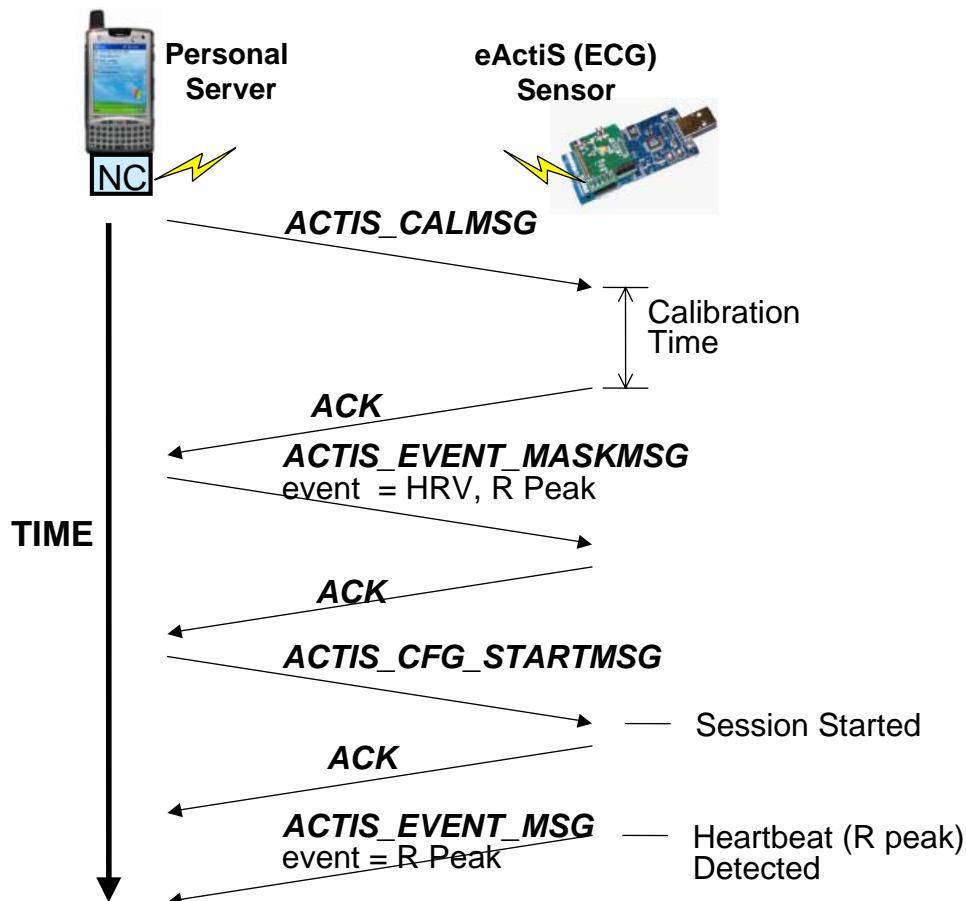 Personal
Server
eActiS (ECG)
Sensor
NC
ACTIS_CALMSG
Calibration
Time
ACK
ACTIS_EVENT_MASKMSG
event = HRV, R Peak
TIME
ACK
ACTIS_CFG_STARTMSG
Session Started
ACK
ACTIS_EVENT_MSG
event = R Peak
Heartbeat (R peak)
Detected